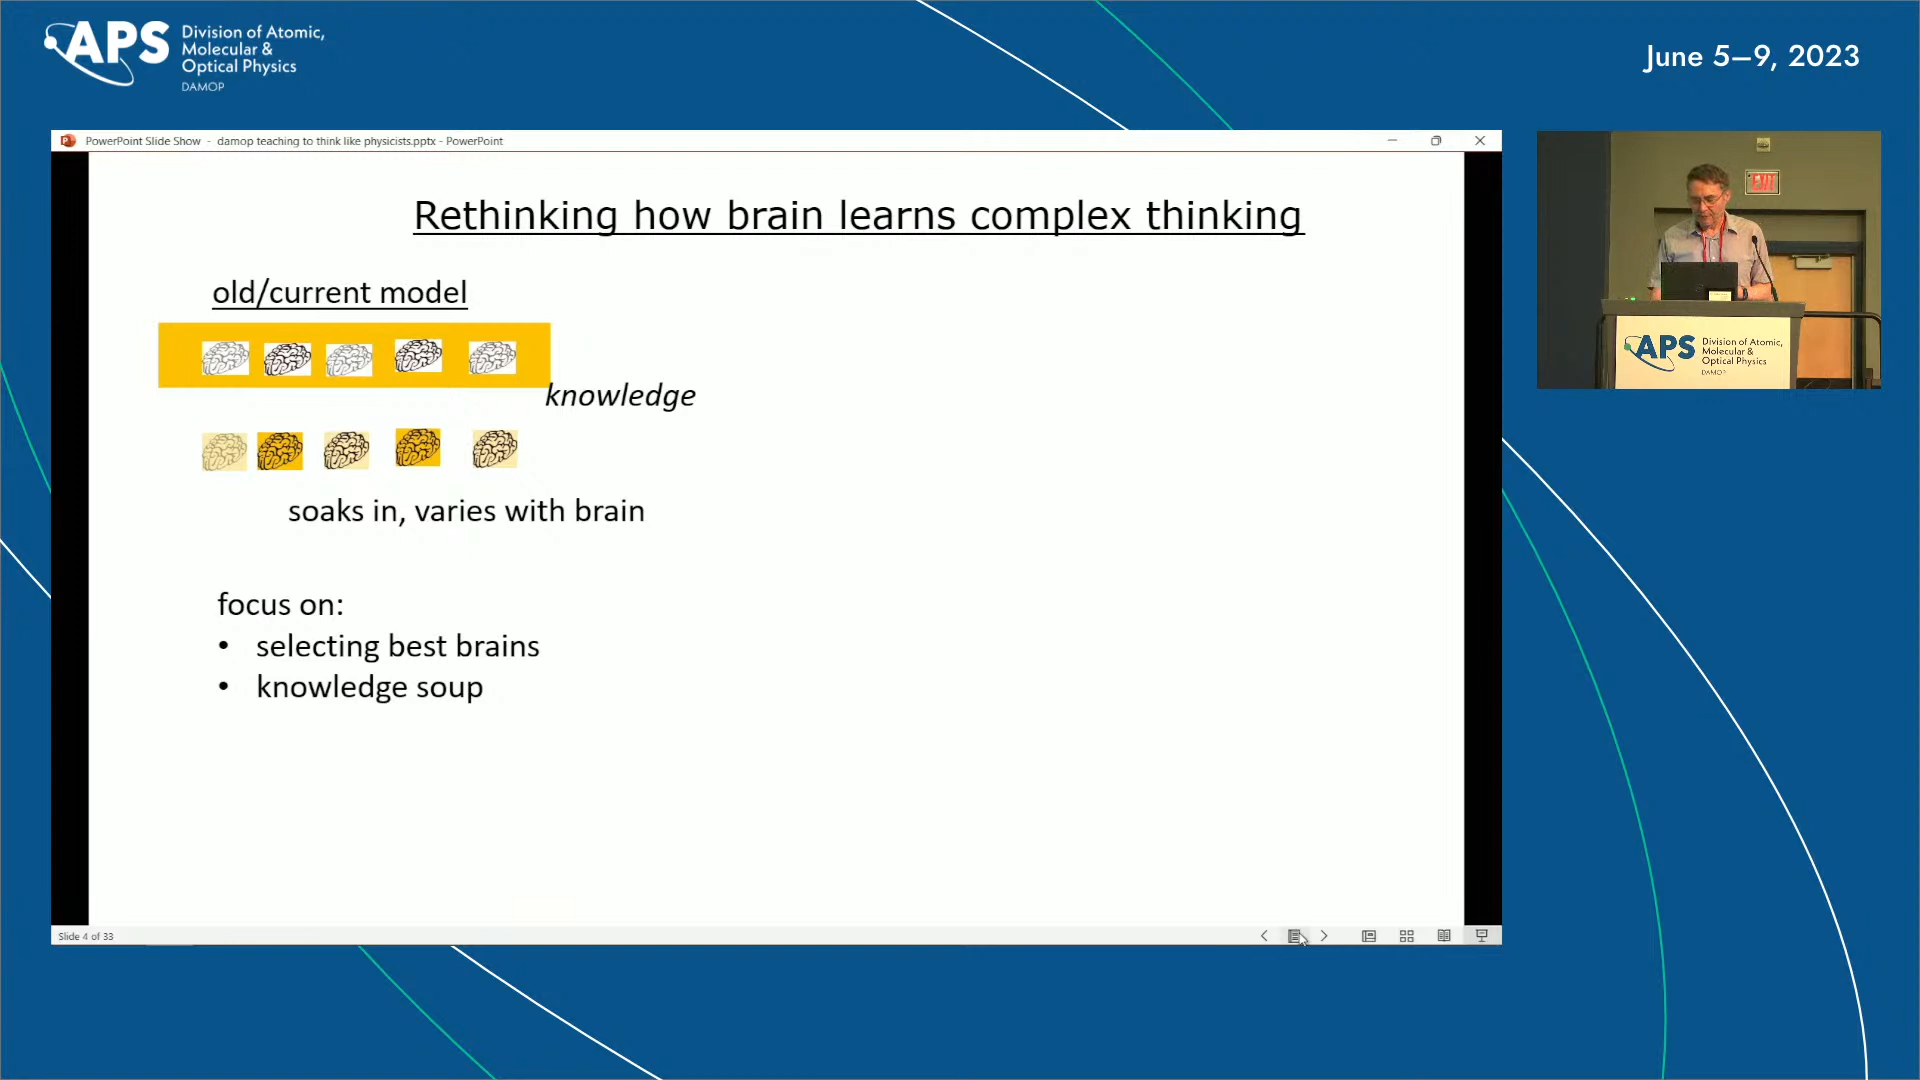 APS
Division of Atomic,
Molecular &
Optical Physics
DAMOP
June 5–9, 2023
PowerPoint Slide Show - damop teaching to think like physicists.pptx - PowerPoint
Rethinking how brain learns complex thinking
old/current model
knowledge
soaks in, varies with brain
focus on:
• selecting best brains
• knowledge soup
Slide 4 of 33
EXIT
APS
Division of Atomic,
Molecular &
Optical Physics
DAMOP